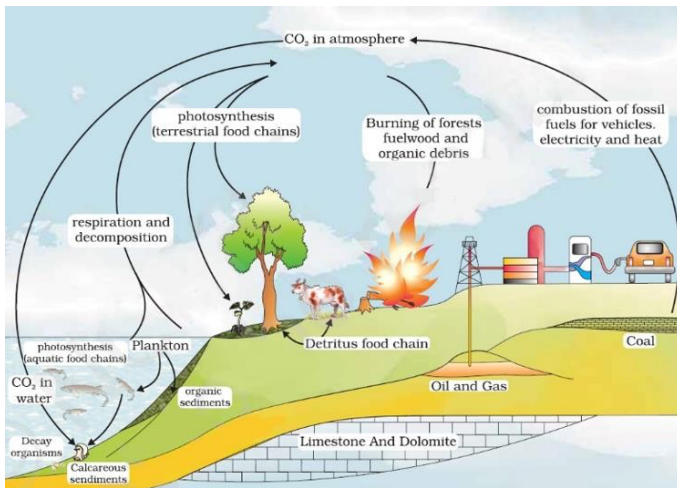 CO₂ in atmosphere
photosynthesis
(terrestrial food chains)
Burning of forests
fuelwood and
organic debris
combustion of fossil
fuels for vehicles.
electricity and heat
respiration and
decomposition
photosynthesis
(aquatic food chains)
Plankton
Detritus food chain
Coal
CO₂ in
water
organic
sediments
Oil and Gas
Decay
organisms
Calcareous
sendiments
Limestone And Dolomite